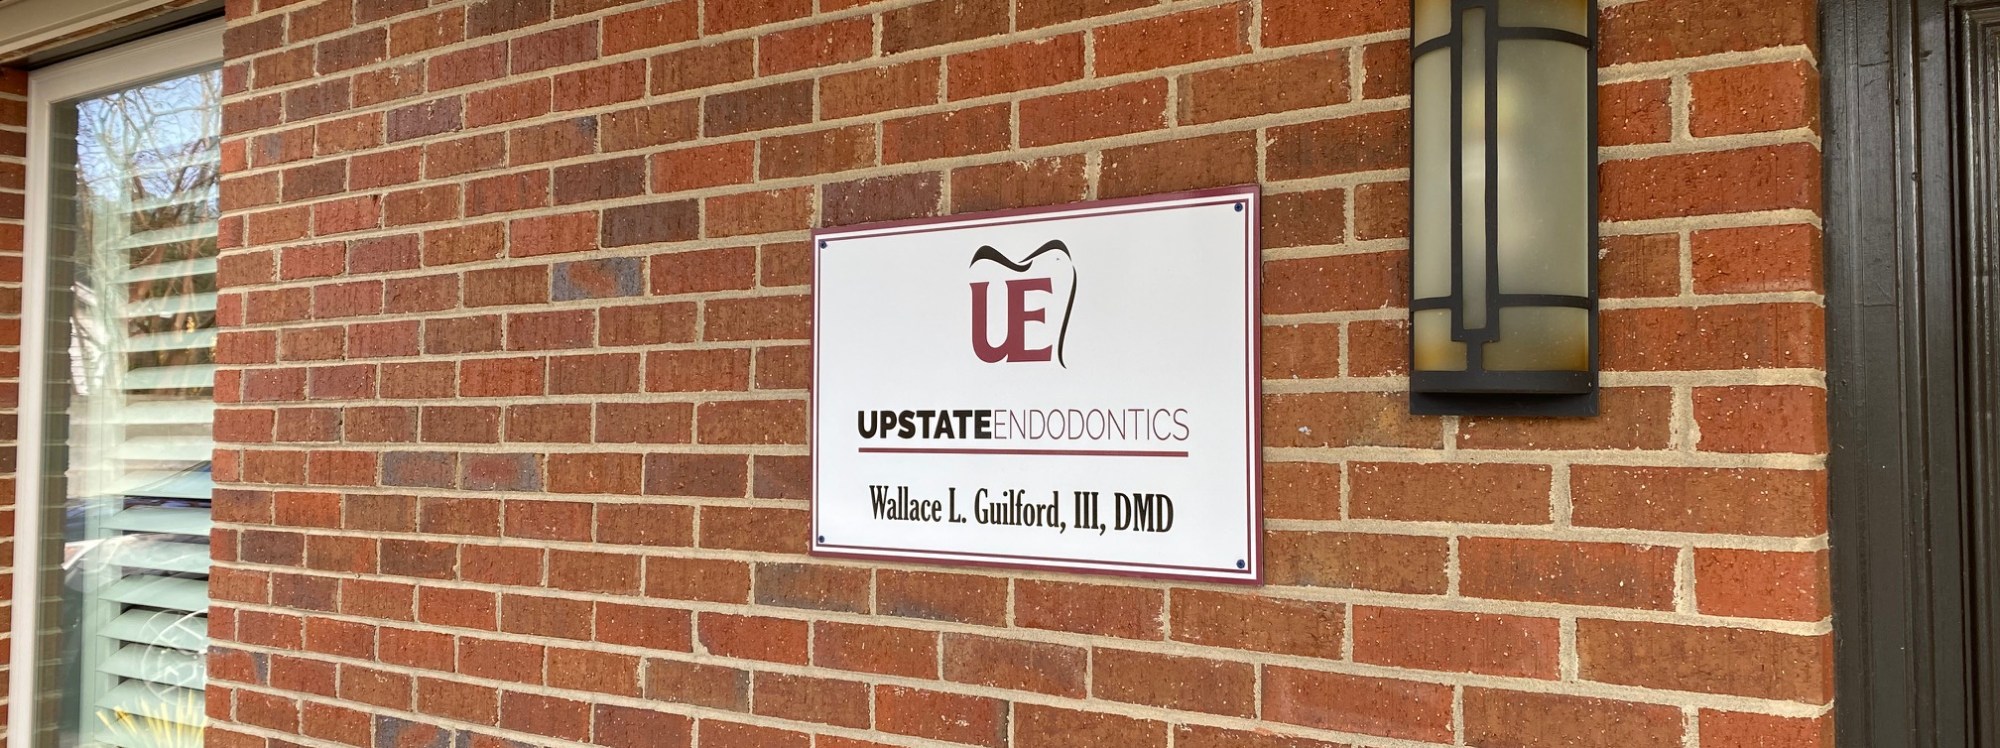 UE
UPSTATEENDODONTICS
Wallace L. Guilford, III, DMD